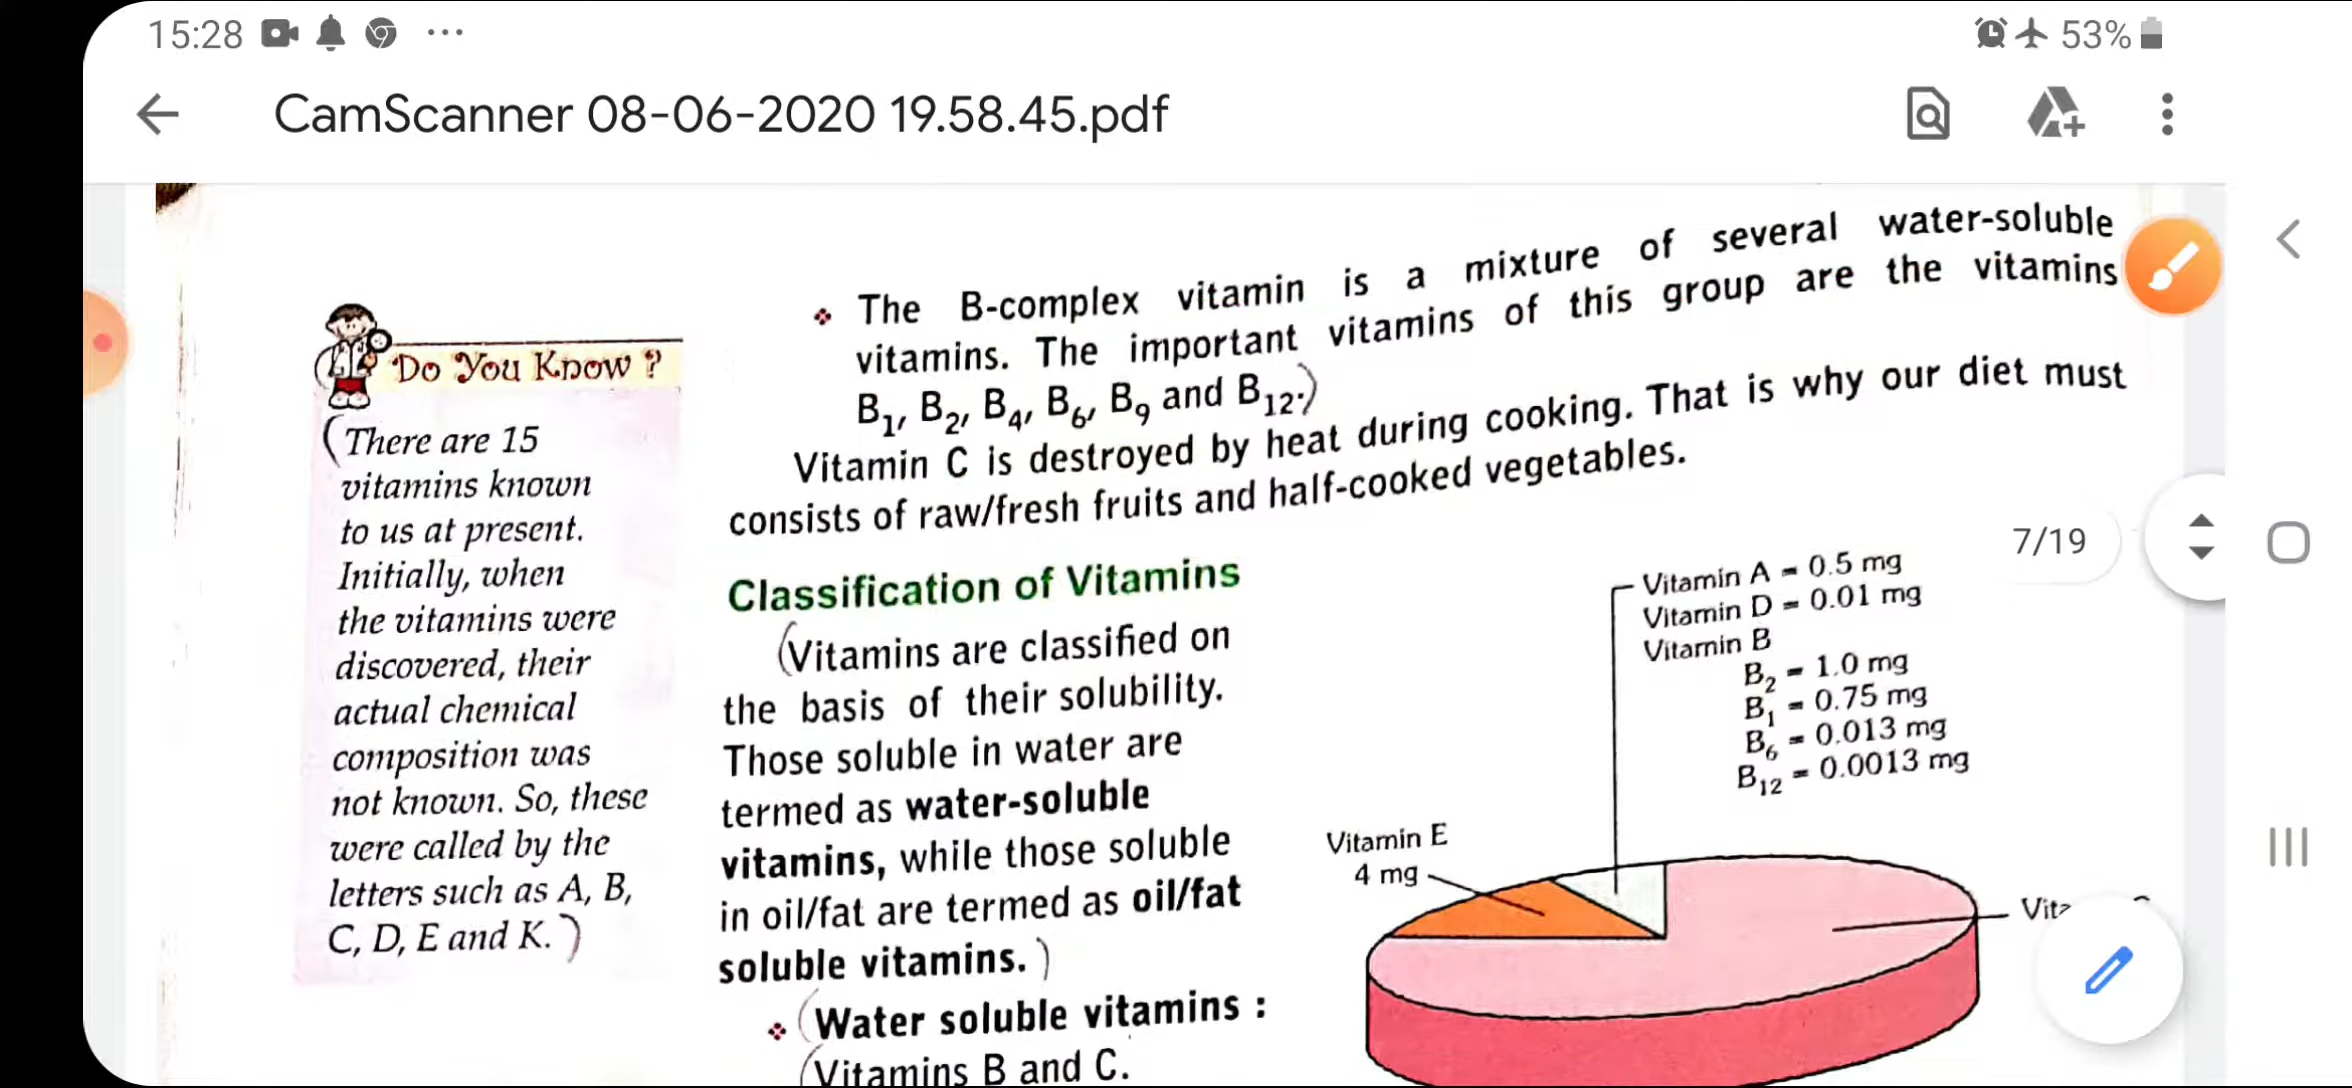 15:28
53%
CamScanner 08-06-2020 19.58.45.pdf
The B-complex vitamin is a mixture of several water-soluble
vitamins. The important vitamins of this group are the vitamins
B₁, B₂, B₄, B₆, B₉ and B₁₂.)
Vitamin C is destroyed by heat during cooking. That is why our diet must
consists of raw/fresh fruits and half-cooked vegetables.
Do You Know ?
(There are 15
vitamins known
to us at present.
Initially, when
the vitamins were
discovered, their
actual chemical
composition was
not known. So, these
were called by the
letters such as A, B,
C, D, E and K.)
Classification of Vitamins
(Vitamins are classified on
the basis of their solubility.
Those soluble in water are
termed as water-soluble
vitamins, while those soluble
in oil/fat are termed as oil/fat
soluble vitamins.)
(Water soluble vitamins :
(Vitamins B and C.
7/19
Vitamin A = 0.5 mg
Vitamin D = 0.01 mg
Vitamin B
B₂ = 1.0 mg
B₁ = 0.75 mg
B₆ = 0.013 mg
B₁₂ = 0.0013 mg
Vitamin E
4 mg